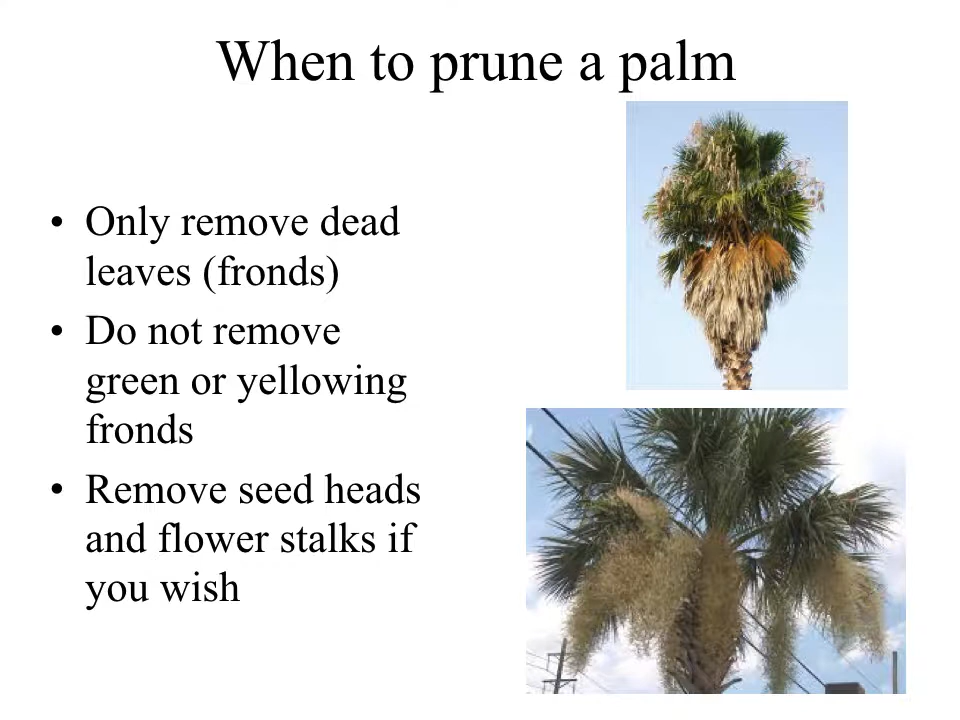 When to prune a palm
• Only remove dead
leaves (fronds)
• Do not remove
green or yellowing
fronds
• Remove seed heads
and flower stalks if
you wish